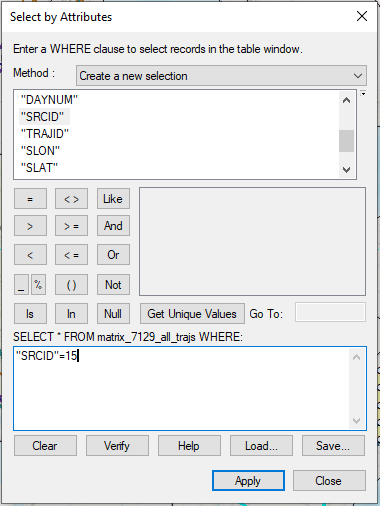 Select by Attributes
Enter a WHERE clause to select records in the table window.
Method : Create a new selection
"DAYNUM"
"SRCID"
"TRAJID"
"SLON"
"SLAT"
= < > Like
> > = And
< < = Or
_ % ( ) Not
Is In Null Get Unique Values Go To:
SELECT * FROM matrix_7129_all_trajs WHERE:
"SRCID"=15
Clear Verify Help Load... Save...
Apply Close